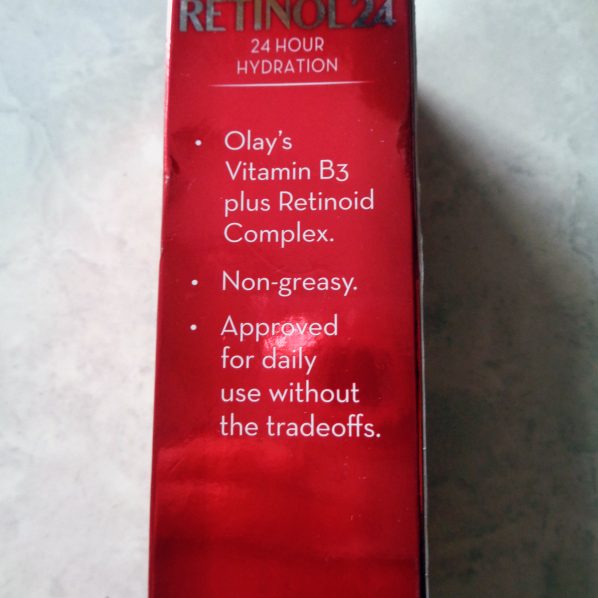 RETINOL24
24 HOUR
HYDRATION
• Olay's
Vitamin B3
plus Retinoid
Complex.
• Non-greasy.
• Approved
for daily
use without
the tradeoffs.